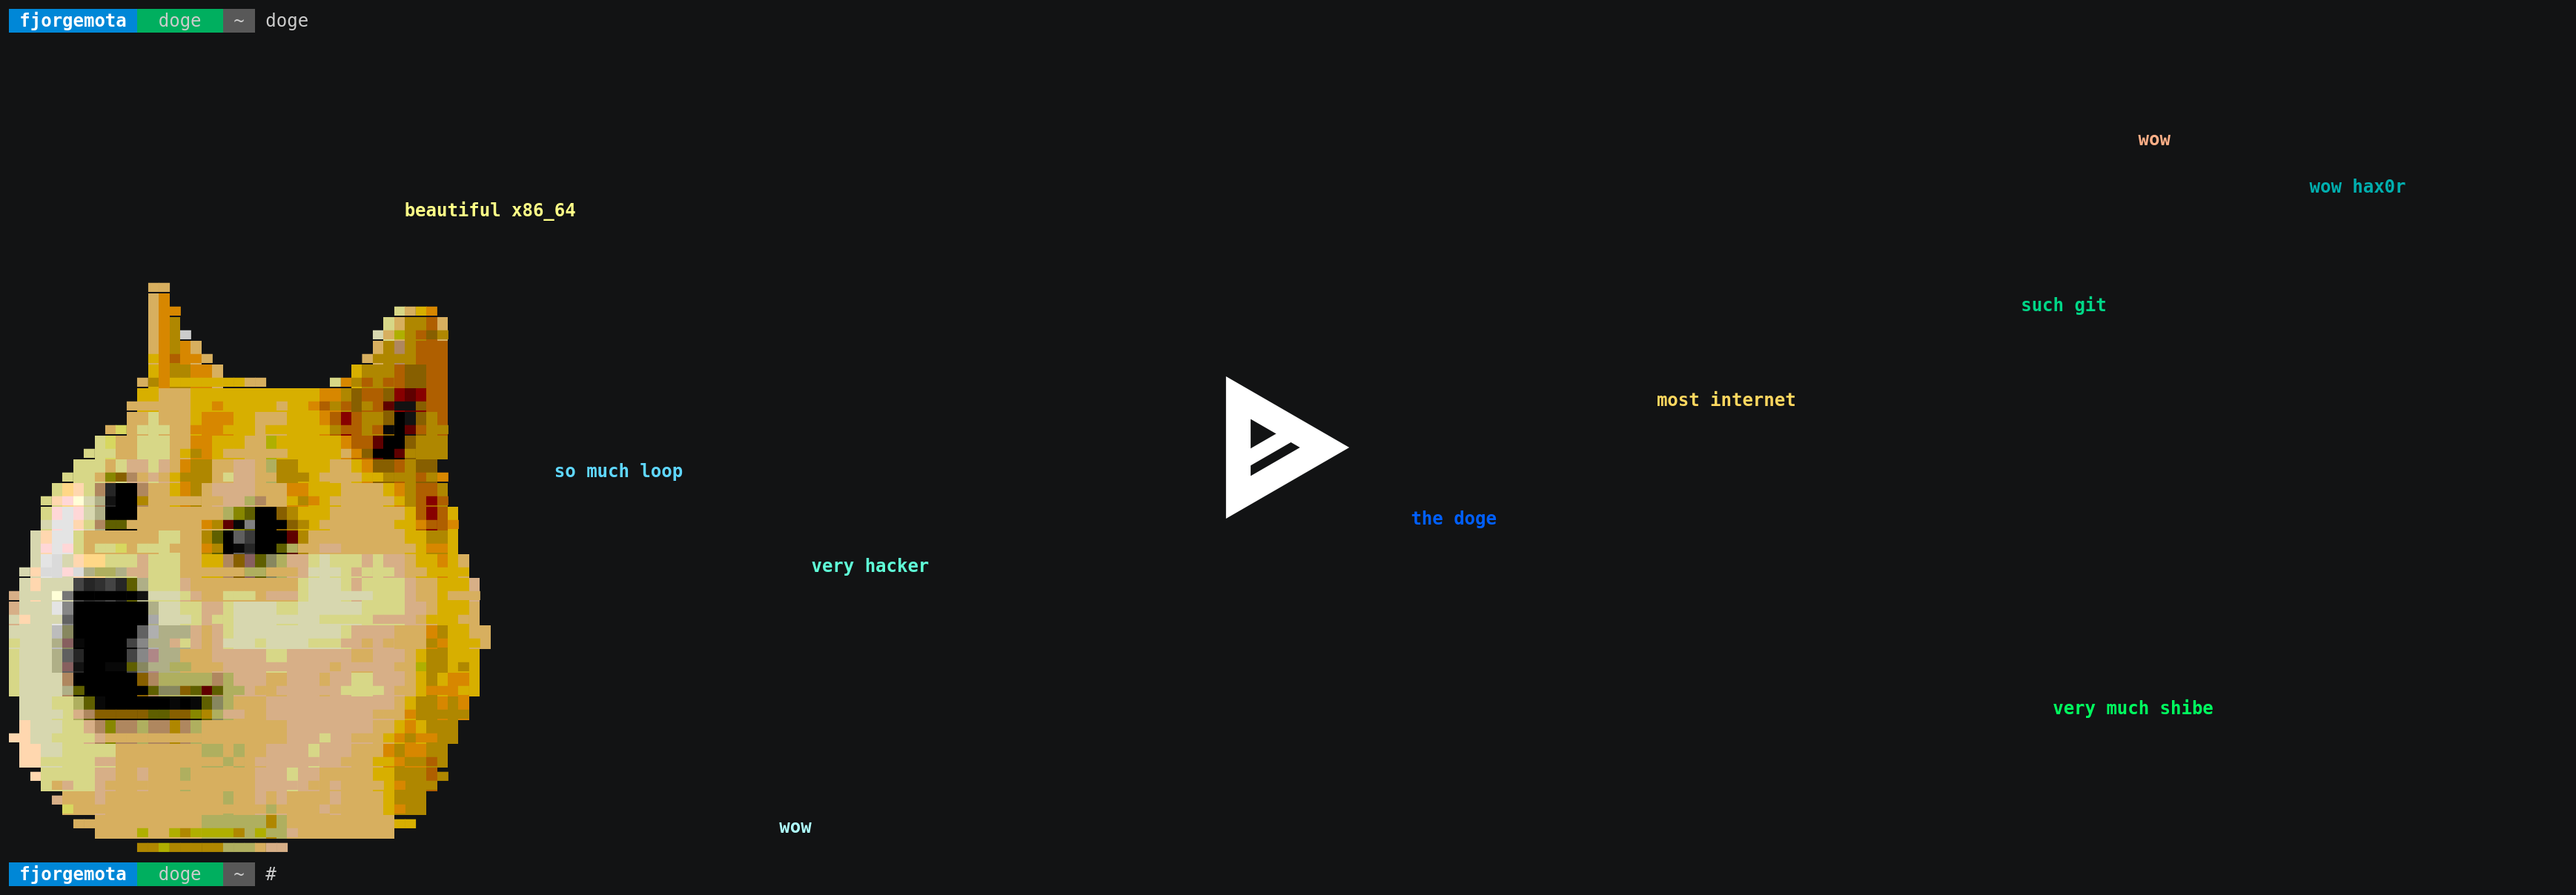 fjorgemota doge ~ doge
wow
wow hax0r
beautiful x86_64
such git
most internet
so much loop
the doge
very hacker
very much shibe
wow
fjorgemota doge ~ #